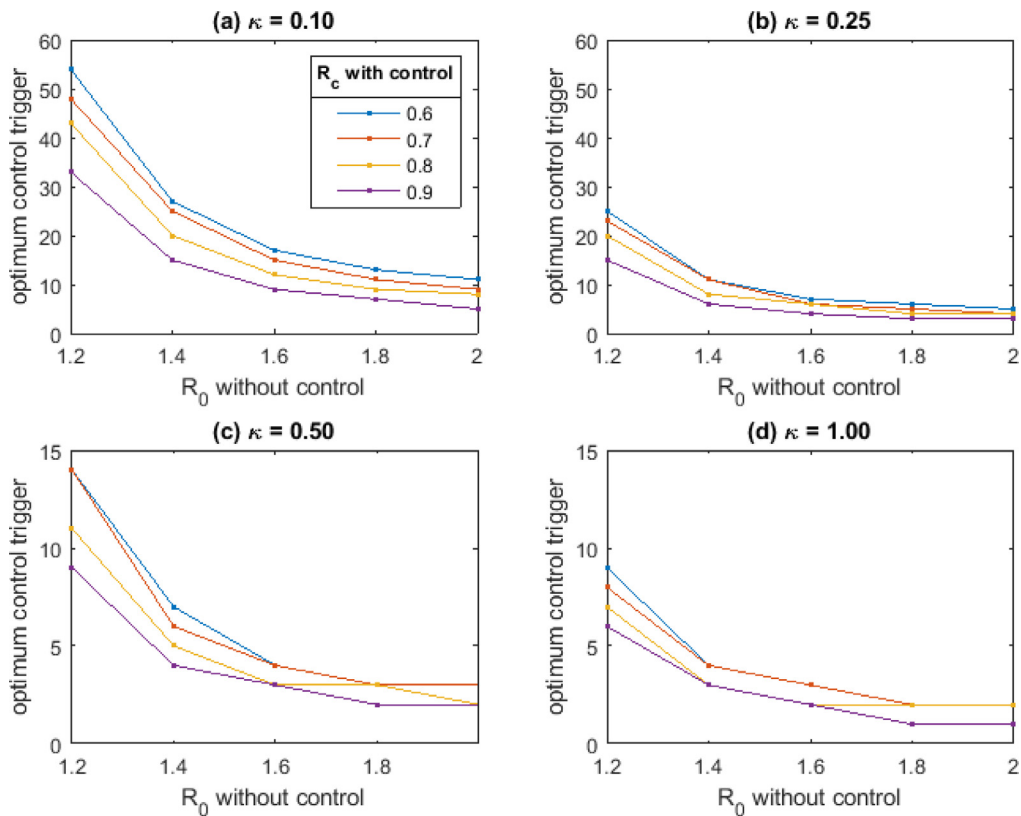 (a) κ = 0.10
60
50
40
30
20
10
0
optimum control trigger
R_c with control
0.6
0.7
0.8
0.9
1.2 1.4 1.6 1.8 2
R_0 without control
(b) κ = 0.25
60
50
40
30
20
10
0
optimum control trigger
1.2 1.4 1.6 1.8 2
R_0 without control
(c) κ = 0.50
15
10
5
0
optimum control trigger
1.2 1.4 1.6 1.8
R_0 without control
(d) κ = 1.00
15
10
5
0
optimum control trigger
1.2 1.4 1.6 1.8 2
R_0 without control